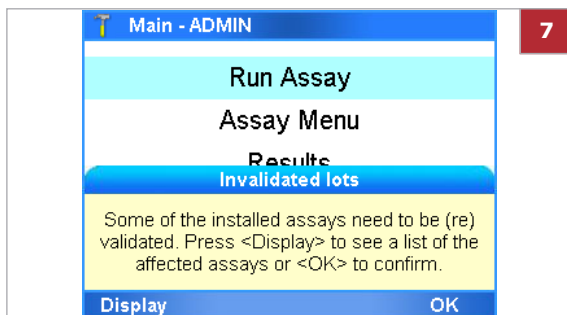 Main - ADMIN
7
Run Assay
Assay Menu
Results
Invalidated lots
Some of the installed assays need to be (re)
validated. Press <Display> to see a list of the
affected assays or <OK> to confirm.
Display OK